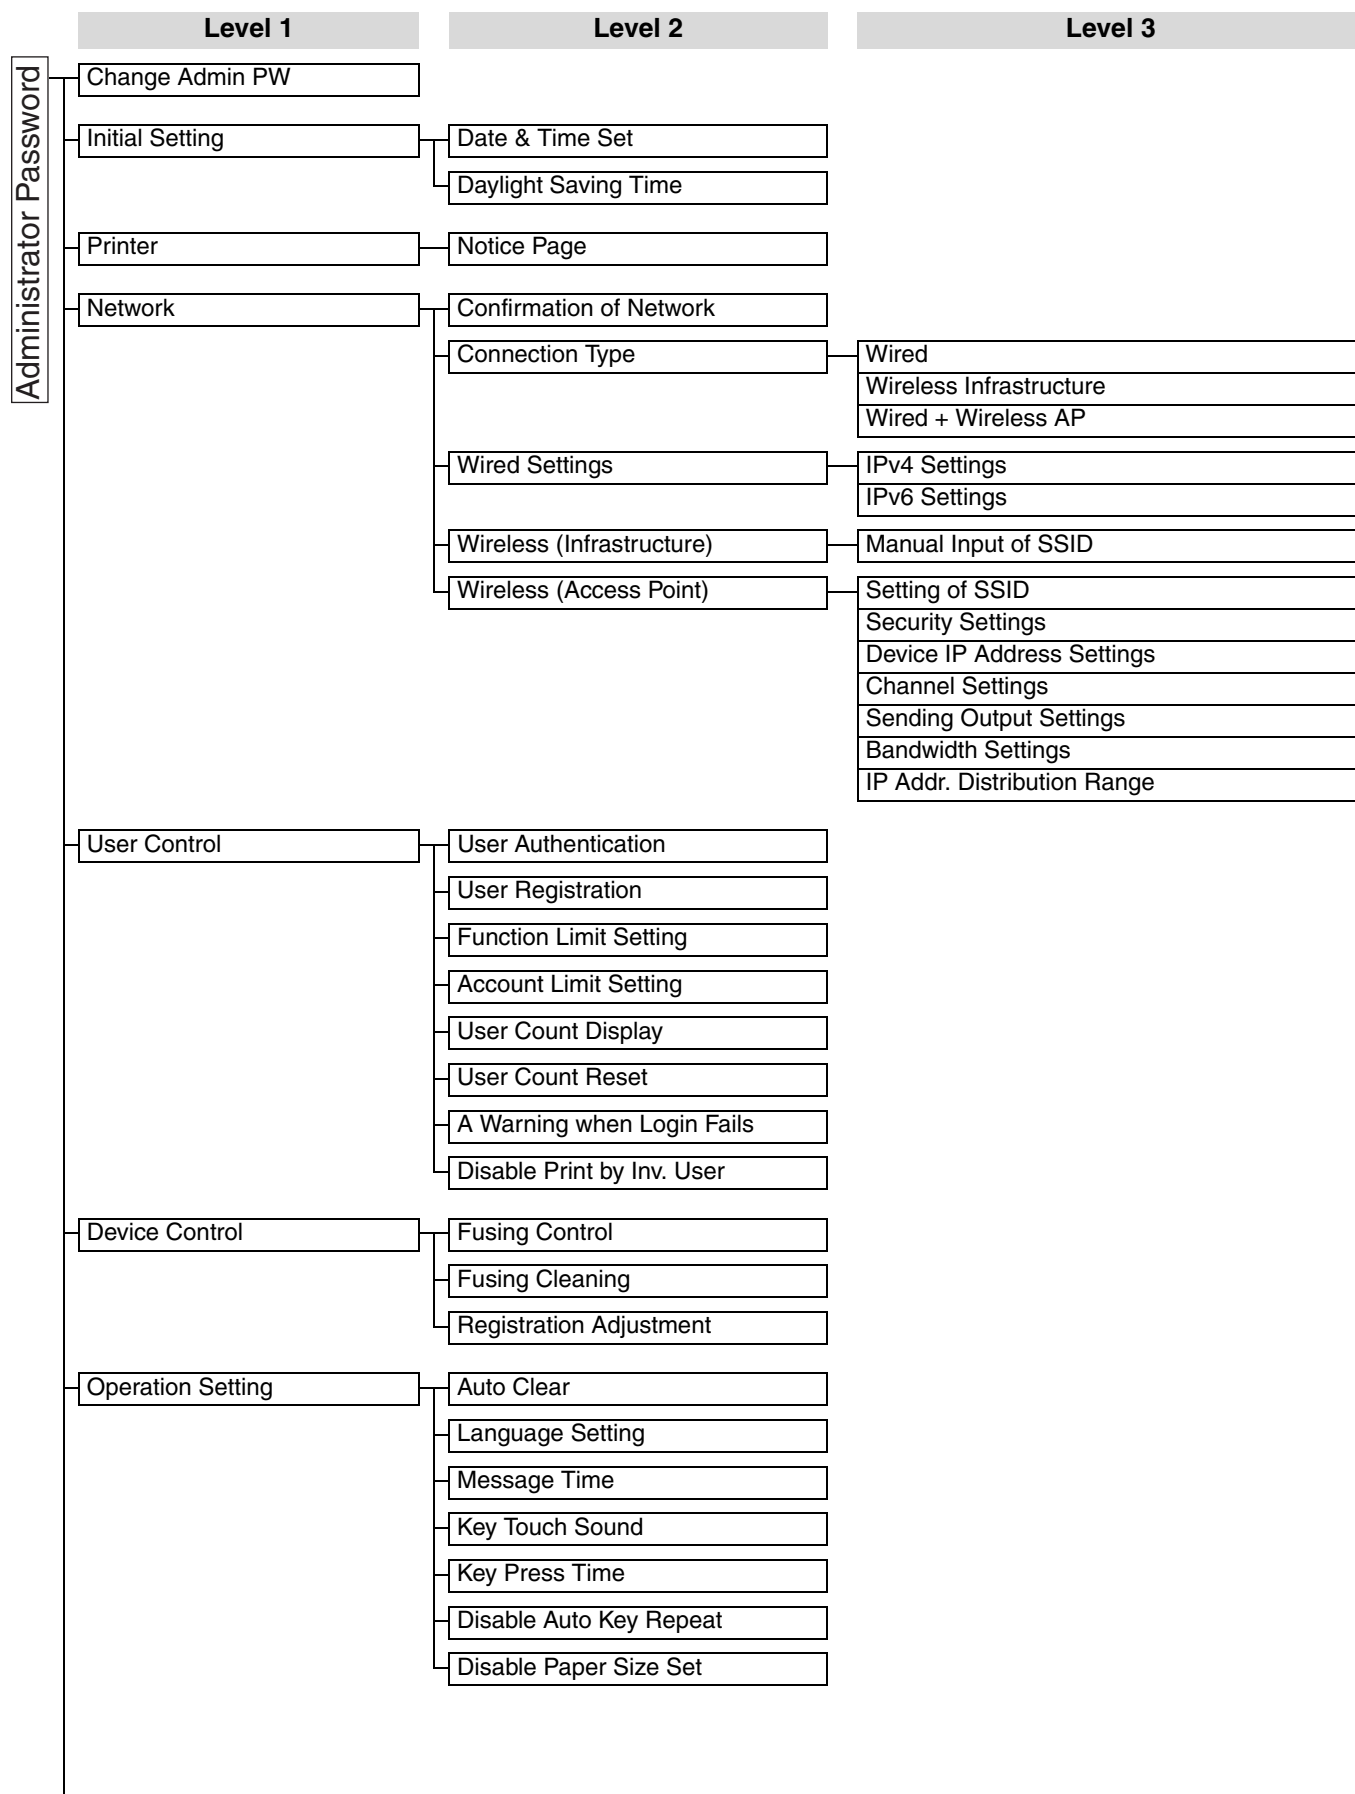 Level 1
Level 2
Level 3
Administrator Password
Change Admin PW
Initial Setting
Date & Time Set
Daylight Saving Time
Printer
Notice Page
Network
Confirmation of Network
Connection Type
Wired
Wireless Infrastructure
Wired + Wireless AP
Wired Settings
IPv4 Settings
IPv6 Settings
Wireless (Infrastructure)
Manual Input of SSID
Wireless (Access Point)
Setting of SSID
Security Settings
Device IP Address Settings
Channel Settings
Sending Output Settings
Bandwidth Settings
IP Addr. Distribution Range
User Control
User Authentication
User Registration
Function Limit Setting
Account Limit Setting
User Count Display
User Count Reset
A Warning when Login Fails
Disable Print by Inv. User
Device Control
Fusing Control
Fusing Cleaning
Registration Adjustment
Operation Setting
Auto Clear
Language Setting
Message Time
Key Touch Sound
Key Press Time
Disable Auto Key Repeat
Disable Paper Size Set